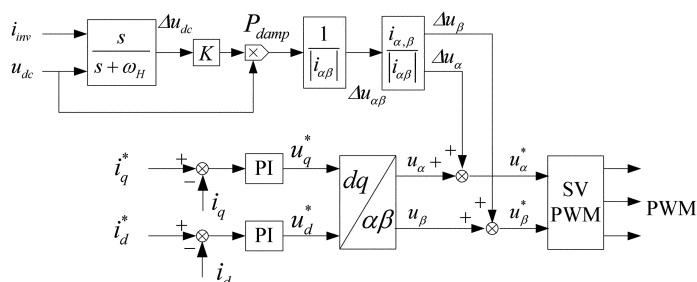 i_inv
u_dc
s
s + ω_H
Δu_dc
K
×
P_damp
1
|i_αβ|
Δu_αβ
i_α,β
|i_αβ|
Δu_β
Δu_α
i_q^*
+
−
i_q
PI
u_q^*
i_d^*
+
−
i_d
PI
u_d^*
dq
αβ
u_α
+
+
u_α^*
u_β
+
+
u_β^*
SV
PWM
PWM